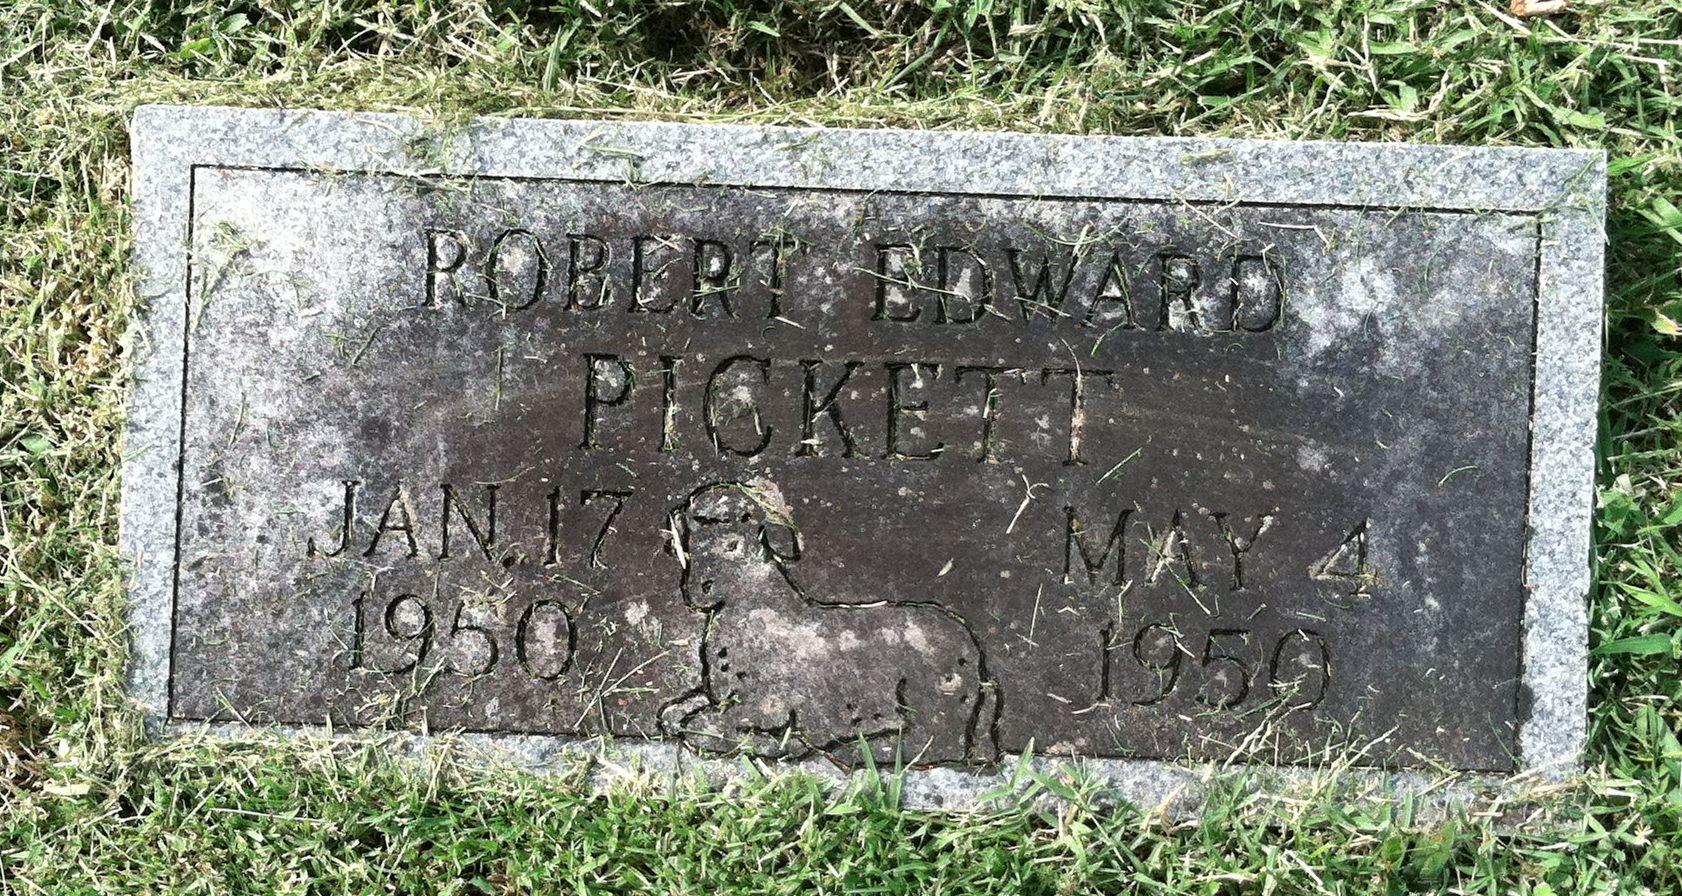 ROBERT EDWARD
PICKETT
JAN. 17 MAY 4
1950 1950